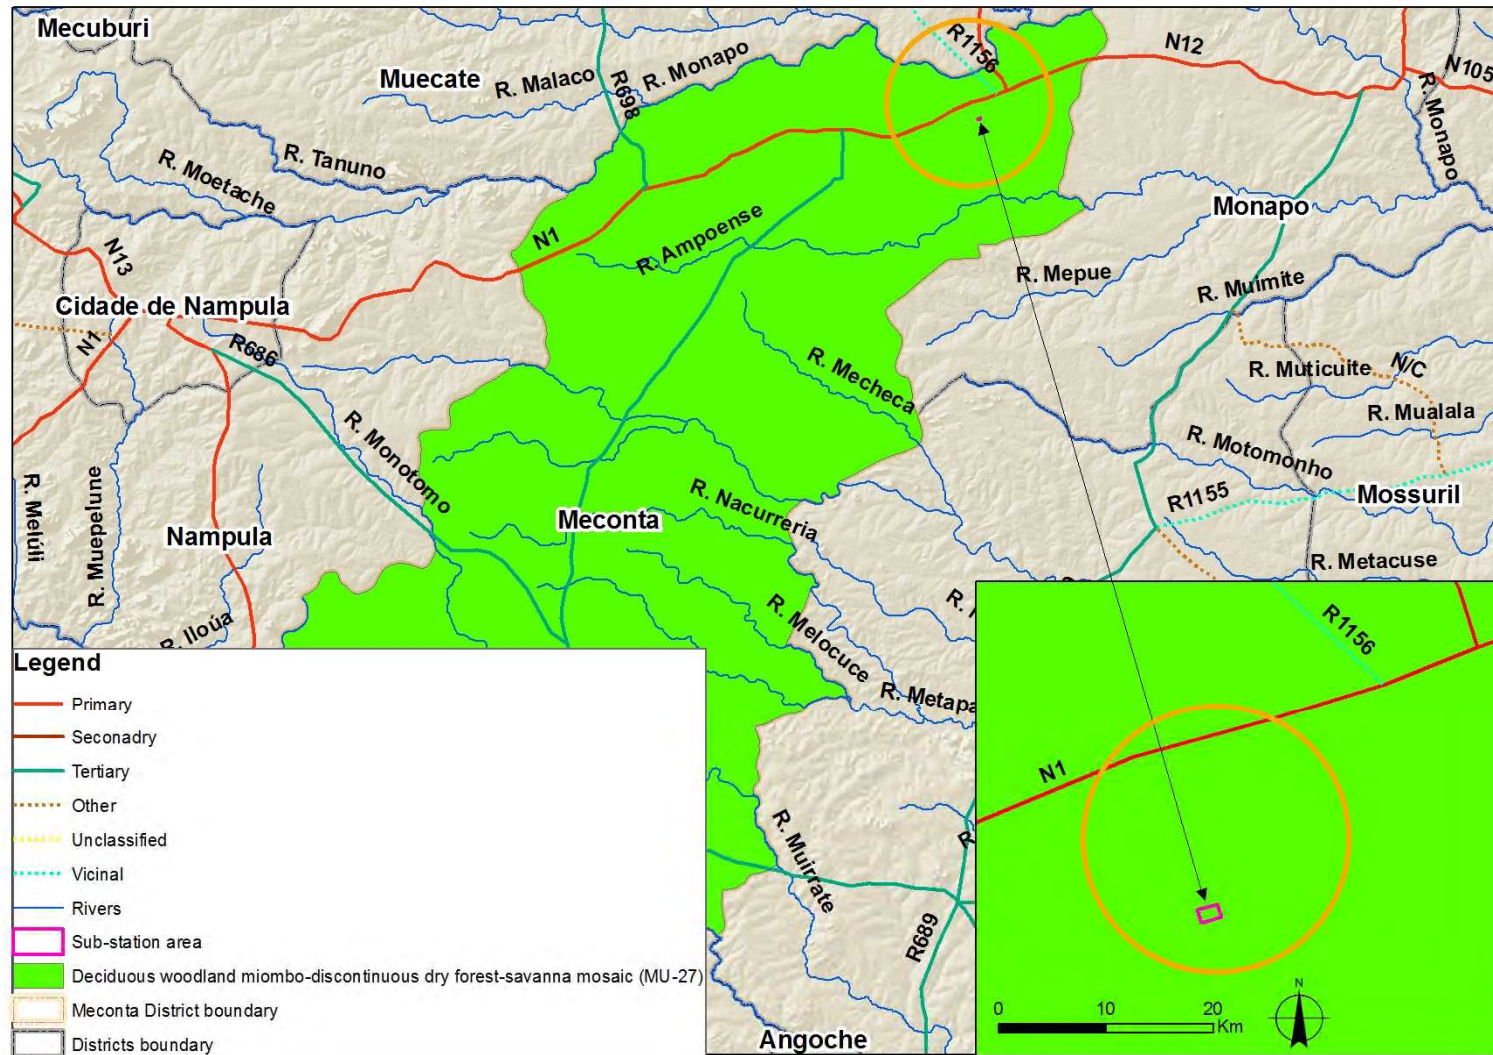 Mecuburi
Muecate
R. Malaco
R. Monapo
R698
R1156
N12
N105
R. Monapo
R. Tanuno
R. Moetache
N13
N1
R. Ampoense
Monapo
R. Mepue
R. Muimite
Cidade de Nampula
N1
R686
R. Mecheca
R. Muticuite
N/C
R. Mualala
R. Monotomo
R. Motomonho
R. Melúli
R. Muepelune
Nampula
Meconta
R. Nacurreria
R1155
Mossuril
R. Metacuse
R. Iloúa
R. Melocuce
R. Metapa
R. Muirrate
R689
Angoche
Legend
Primary
Seconadry
Tertiary
Other
Unclassified
Vicinal
Rivers
Sub-station area
Deciduous woodland miombo-discontinuous dry forest-savanna mosaic (MU-27)
Meconta District boundary
Districts boundary
R1156
N1
N
0 10 20
Km